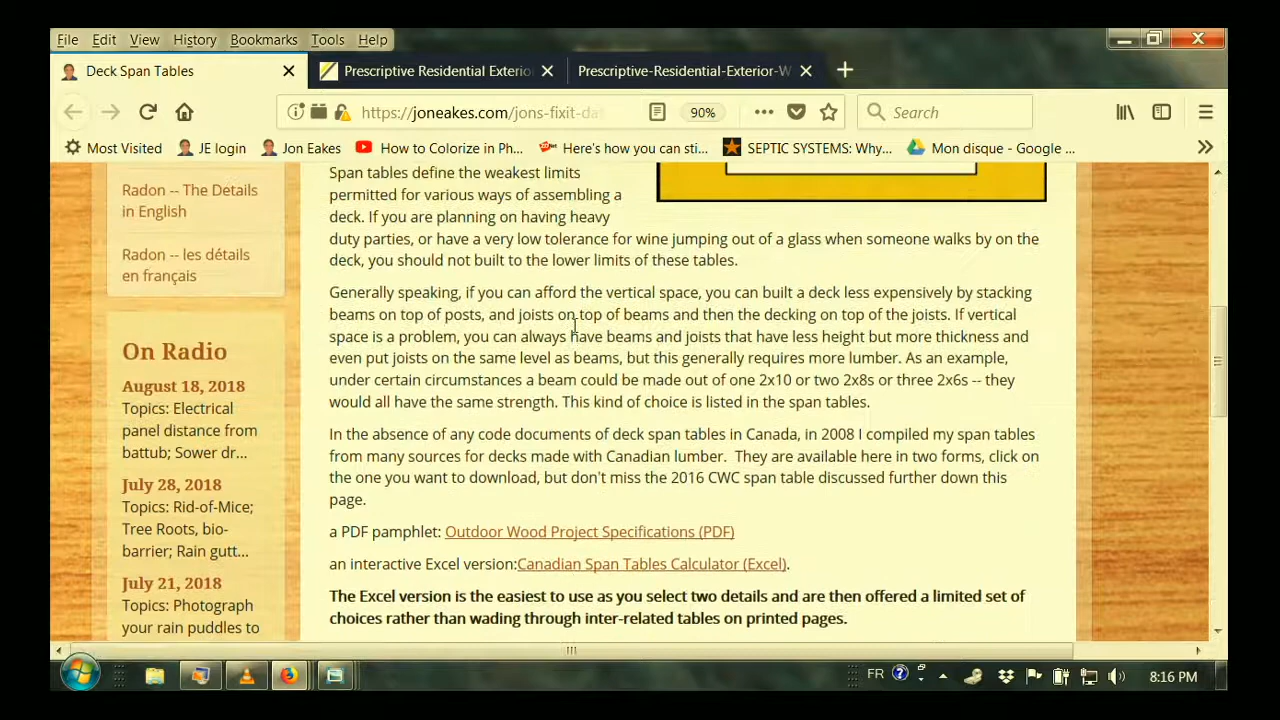 File Edit View History Bookmarks Tools Help
Deck Span Tables
Prescriptive Residential Exterio
Prescriptive-Residential-Exterior-W
https://joneakes.com/jons-fixit-da
90%
Search
Most Visited JE login Jon Eakes How to Colorize in Ph... Here's how you can sti... SEPTIC SYSTEMS: Why... Mon disque - Google ...
Radon -- The Details
in English
Radon -- les détails
en français
On Radio
August 18, 2018
Topics: Electrical
panel distance from
battub; Sower dr...
July 28, 2018
Topics: Rid-of-Mice;
Tree Roots, bio-
barrier; Rain gutt...
July 21, 2018
Topics: Photograph
your rain puddles to
Span tables define the weakest limits
permitted for various ways of assembling a
deck. If you are planning on having heavy
duty parties, or have a very low tolerance for wine jumping out of a glass when someone walks by on the
deck, you should not built to the lower limits of these tables.
Generally speaking, if you can afford the vertical space, you can built a deck less expensively by stacking
beams on top of posts, and joists on top of beams and then the decking on top of the joists. If vertical
space is a problem, you can always have beams and joists that have less height but more thickness and
even put joists on the same level as beams, but this generally requires more lumber. As an example,
under certain circumstances a beam could be made out of one 2x10 or two 2x8s or three 2x6s -- they
would all have the same strength. This kind of choice is listed in the span tables.
In the absence of any code documents of deck span tables in Canada, in 2008 I compiled my span tables
from many sources for decks made with Canadian lumber. They are available here in two forms, click on
the one you want to download, but don't miss the 2016 CWC span table discussed further down this
page.
a PDF pamphlet: Outdoor Wood Project Specifications (PDF)
an interactive Excel version:Canadian Span Tables Calculator (Excel).
The Excel version is the easiest to use as you select two details and are then offered a limited set of
choices rather than wading through inter-related tables on printed pages.
FR
8:16 PM